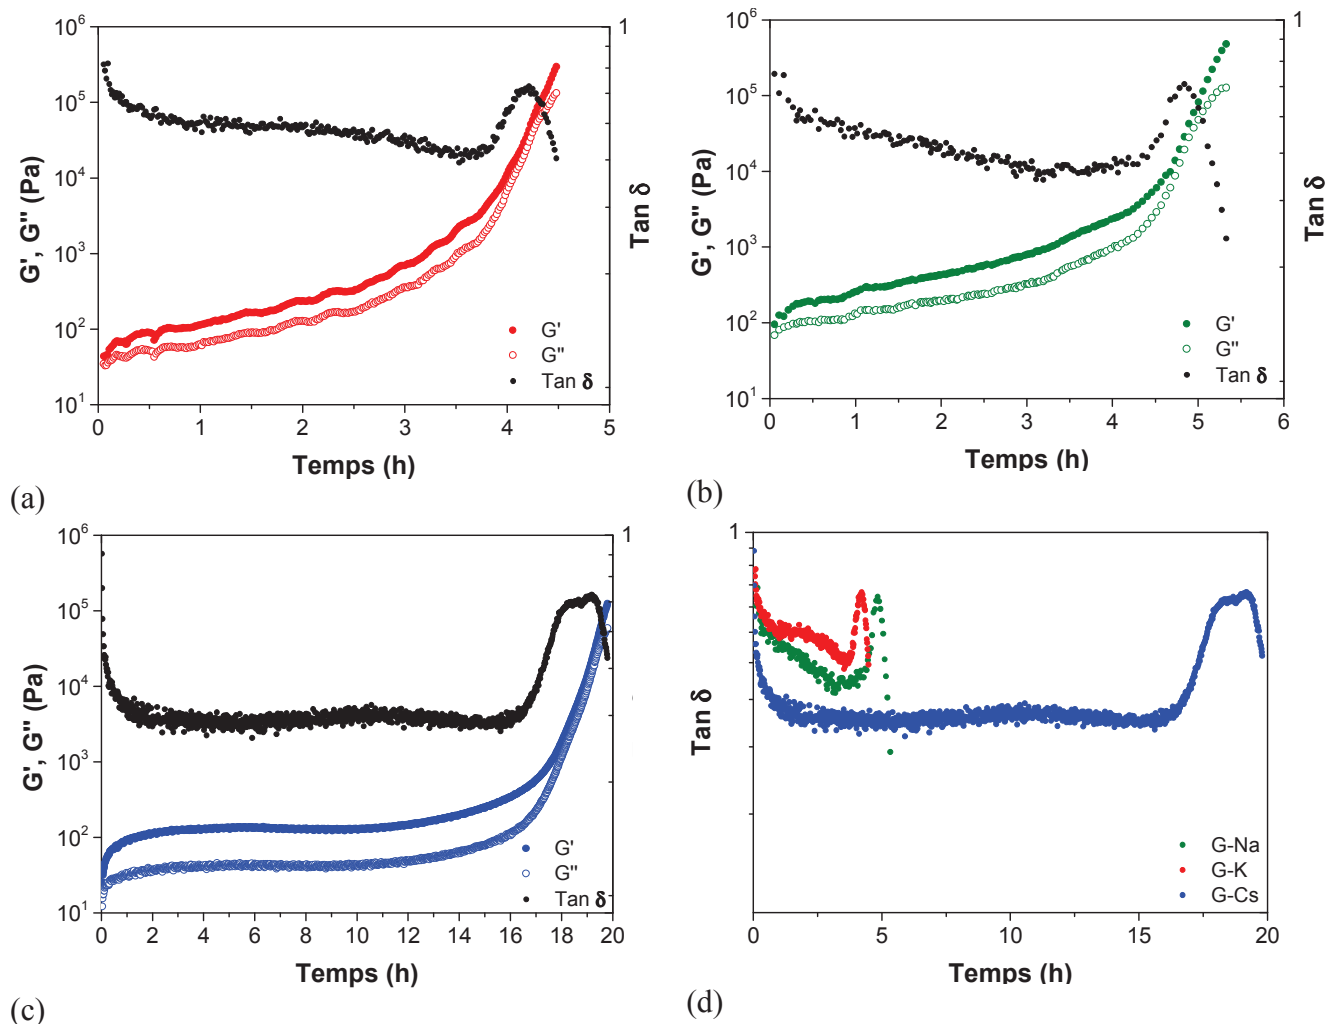 10^6
10^5
10^4
10^3
10^2
10^1
G', G" (Pa)
1
Tan δ
G'
G"
Tan δ
0 1 2 3 4 5
Temps (h)
(a)
10^6
10^5
10^4
10^3
10^2
10^1
G', G" (Pa)
1
Tan δ
G'
G"
Tan δ
0 1 2 3 4 5 6
Temps (h)
(b)
10^6
10^5
10^4
10^3
10^2
10^1
G', G" (Pa)
1
G'
G"
Tan δ
0 2 4 6 8 10 12 14 16 18 20
Temps (h)
(c)
1
Tan δ
G-Na
G-K
G-Cs
0 5 10 15 20
Temps (h)
(d)